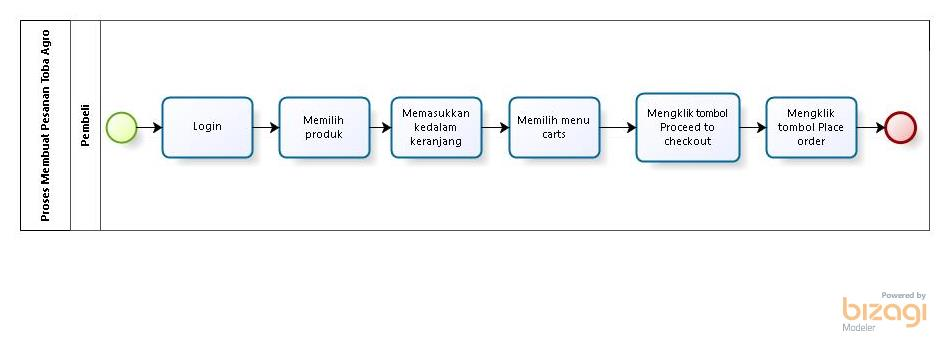 Proses Membuat Pesanan Toba Agro
Pembeli
Login
Memilih
produk
Memasukkan
kedalam
keranjang
Memilih menu
carts
Mengklik tombol
Proceed to
checkout
Mengklik
tombol Place
order
Powered by
bizagi
Modeler